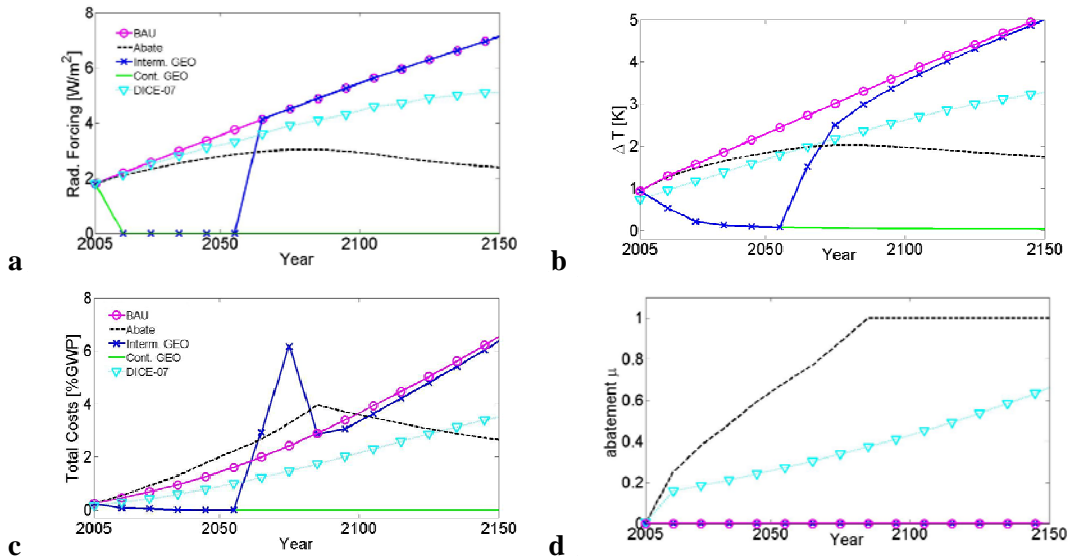 8
6
4
2
0
Rad. Forcing [W/m²]
BAU
Abate
Interm. GEO
Cont. GEO
DICE-07
2005
2050
2100
2150
Year
a
5
4
3
2
1
0
Δ T [K]
2005
2050
2100
2150
Year
b
8
6
4
2
0
Total Costs [%GWP]
BAU
Abate
Interm. GEO
Cont. GEO
DICE-07
2005
2050
2100
2150
Year
c
1
0.8
0.6
0.4
0.2
0
abatement μ
2005
2050
2100
2150
Year
d